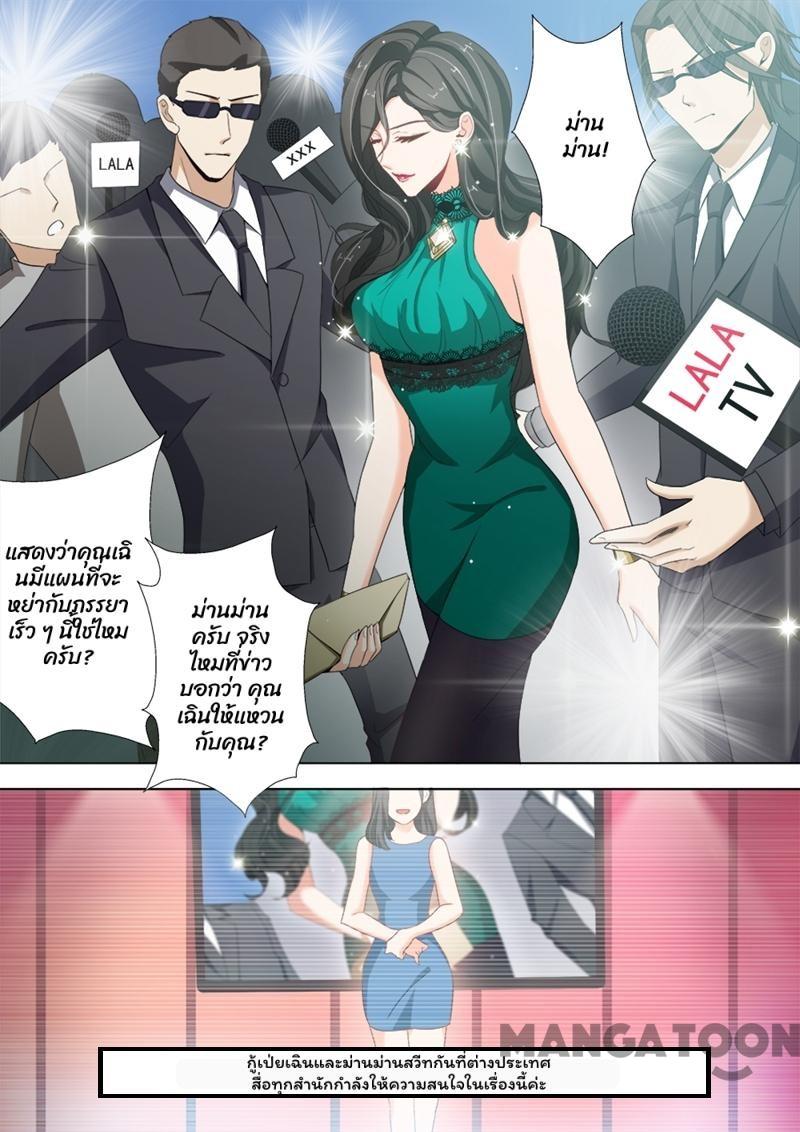 ม่าน
ม่าน!
LALA
XXX
LALA
TV
แสดงว่าคุณเฉิ
นมีแผนที่จะ
หย่ากับภรรยา
เร็ว ๆ นี้ใช่ไหม
ครับ?
ม่านม่าน
ครับ จริง
ไหมที่ข่าว
บอกว่า คุณ
เฉินให้แหวน
กับคุณ?
MANGATOON
กู้เป่ยเฉินและม่านม่านสวีทกันที่ต่างประเทศ
สื่อทุกสำนักกำลังให้ความสนใจในเรื่องนี้ค่ะ